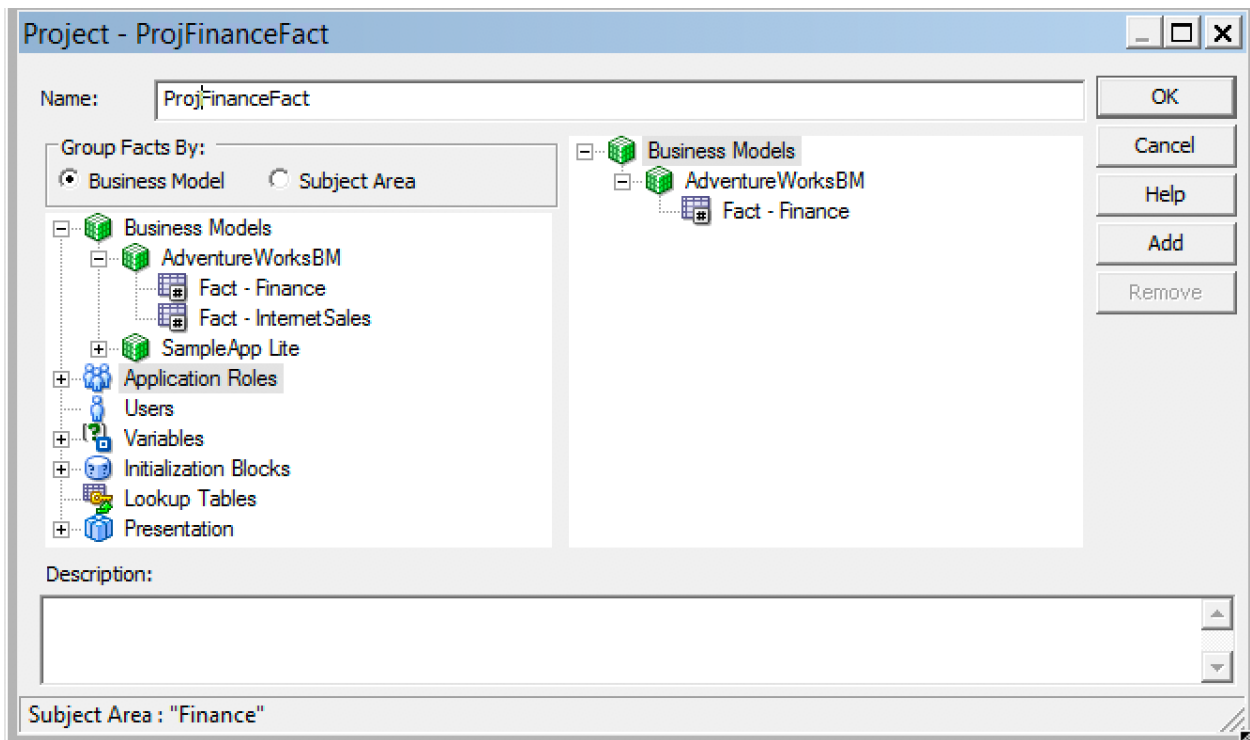 Project - ProjFinanceFact
Name: ProjFinanceFact
OK
Cancel
Help
Add
Remove
Group Facts By:
Business Model Subject Area
Business Models
AdventureWorksBM
Fact - Finance
Fact - InternetSales
SampleApp Lite
Application Roles
Users
Variables
Initialization Blocks
Lookup Tables
Presentation
Business Models
AdventureWorksBM
Fact - Finance
Description:
Subject Area : "Finance"